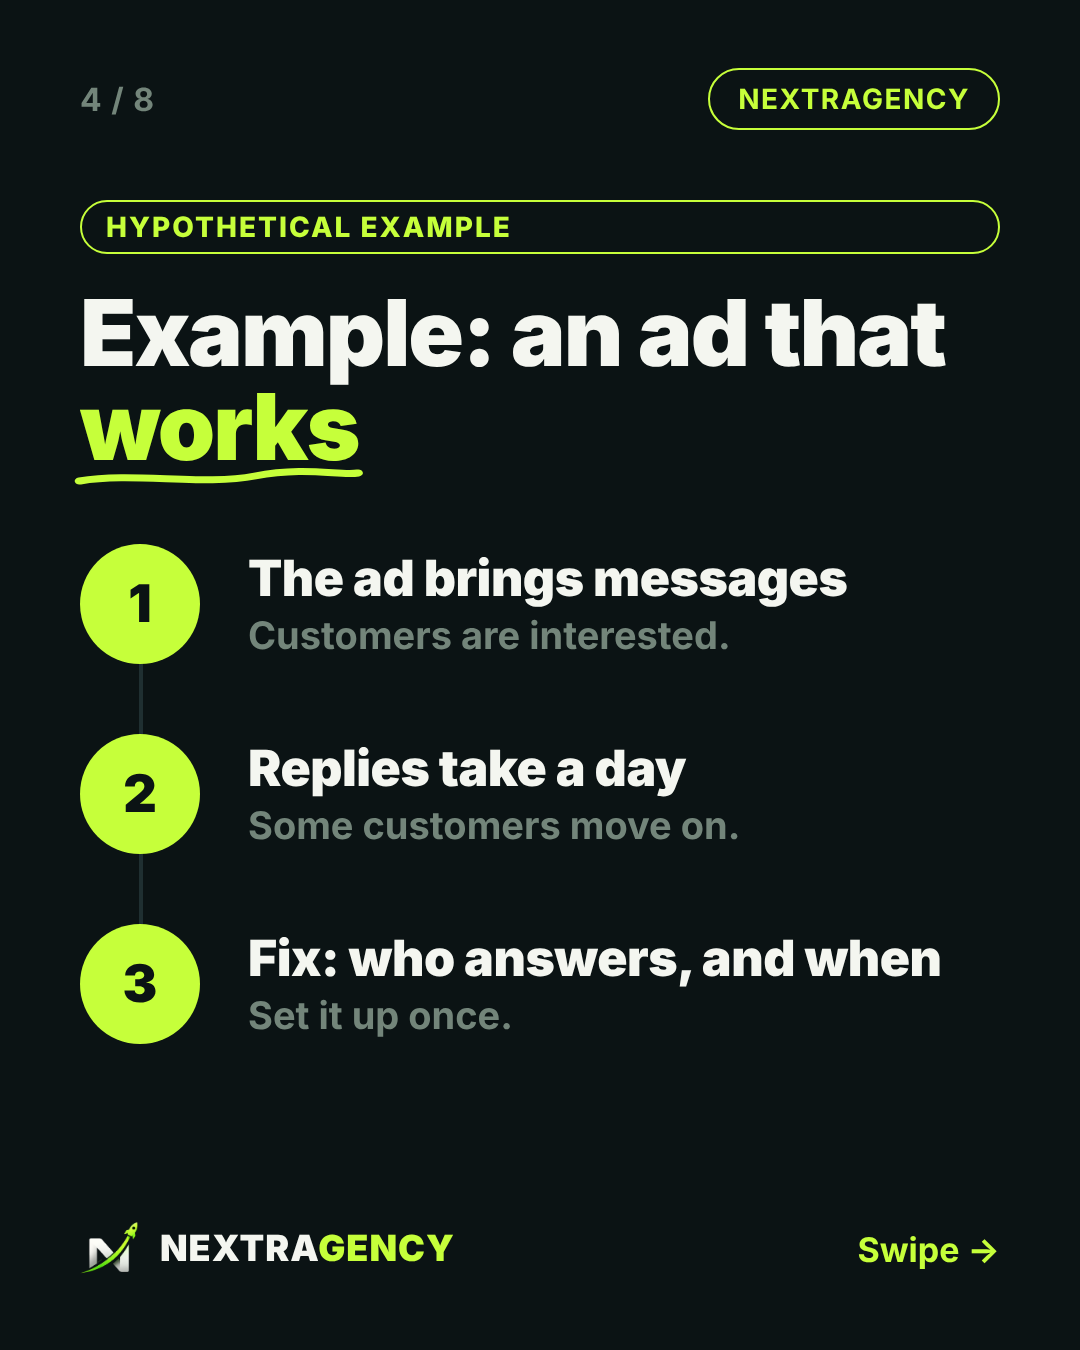 4 / 8
NEXTRAGENCY
HYPOTHETICAL EXAMPLE
Example: an ad that
works
1
The ad brings messages
Customers are interested.
2
Replies take a day
Some customers move on.
3
Fix: who answers, and when
Set it up once.
NEXTRAGENCY
Swipe →